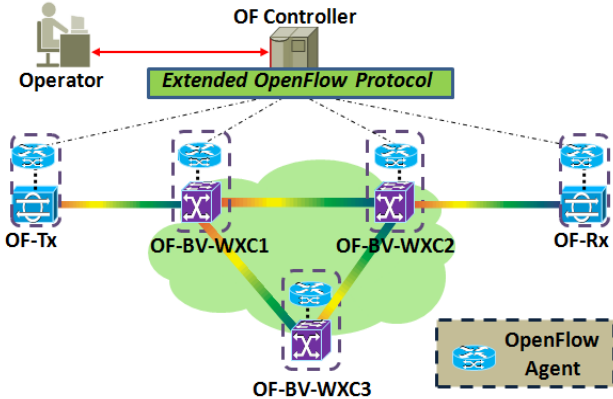 OF Controller
Operator
Extended OpenFlow Protocol
OF-Tx
OF-BV-WXC1
OF-BV-WXC2
OF-Rx
OF-BV-WXC3
OpenFlow
Agent